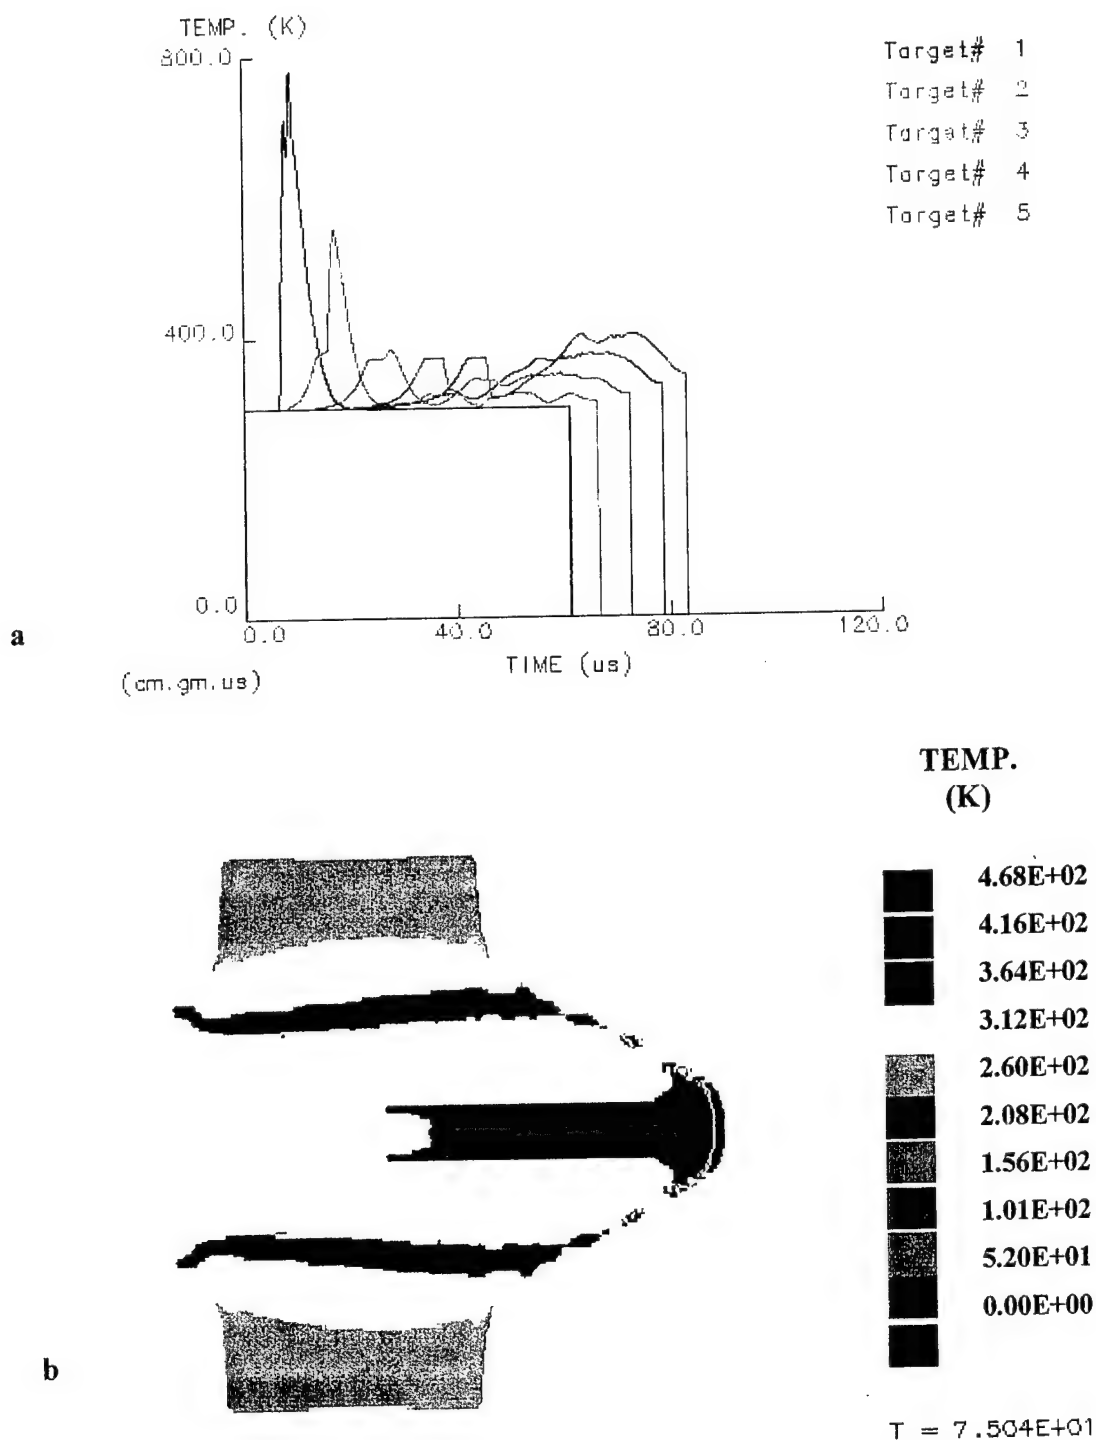 TEMP. (K)
800.0
400.0
0.0
0.0
40.0
80.0
120.0
TIME (us)
(cm.gm.us)
Target# 1
Target# 2
Target# 3
Target# 4
Target# 5
a
TEMP.
(K)
4.68E+02
4.16E+02
3.64E+02
3.12E+02
2.60E+02
2.08E+02
1.56E+02
1.01E+02
5.20E+01
0.00E+00
b
T = 7.504E+01